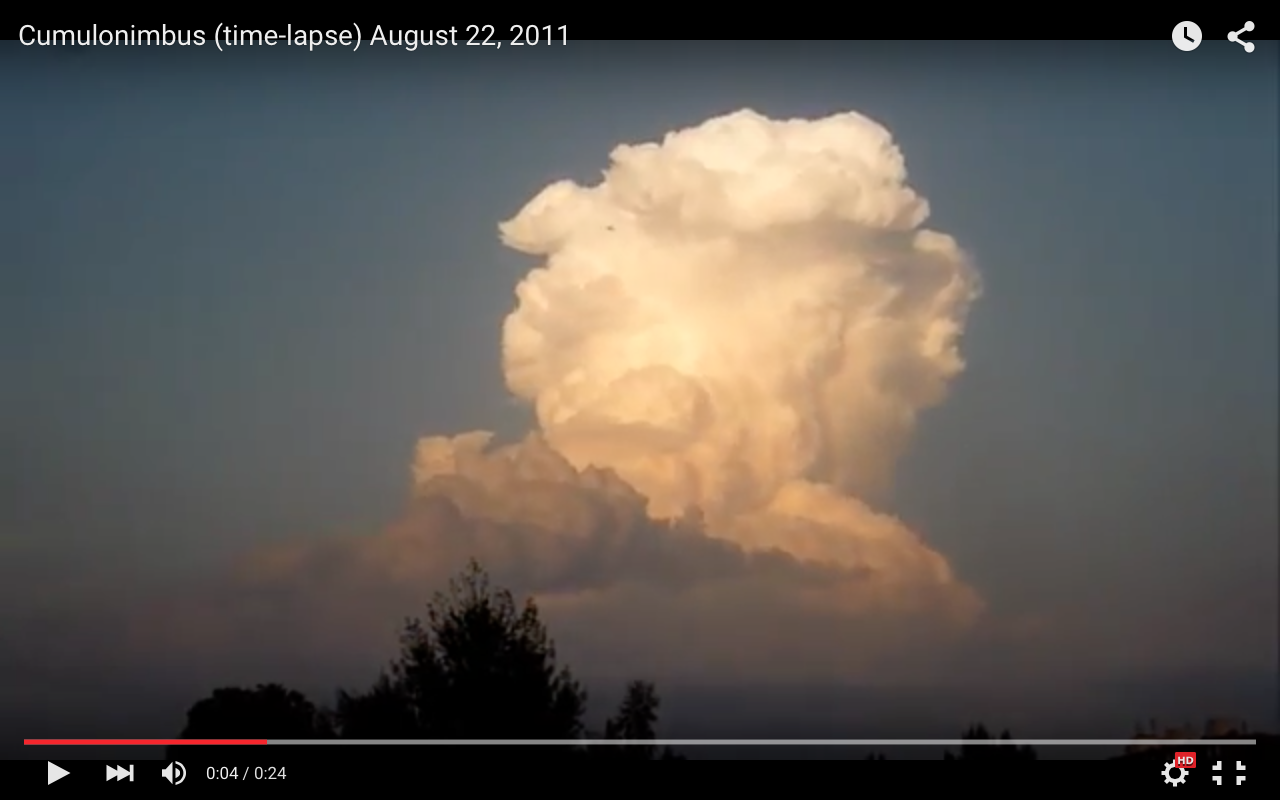 Cumulonimbus (time-lapse) August 22, 2011
HD
0:04 / 0:24